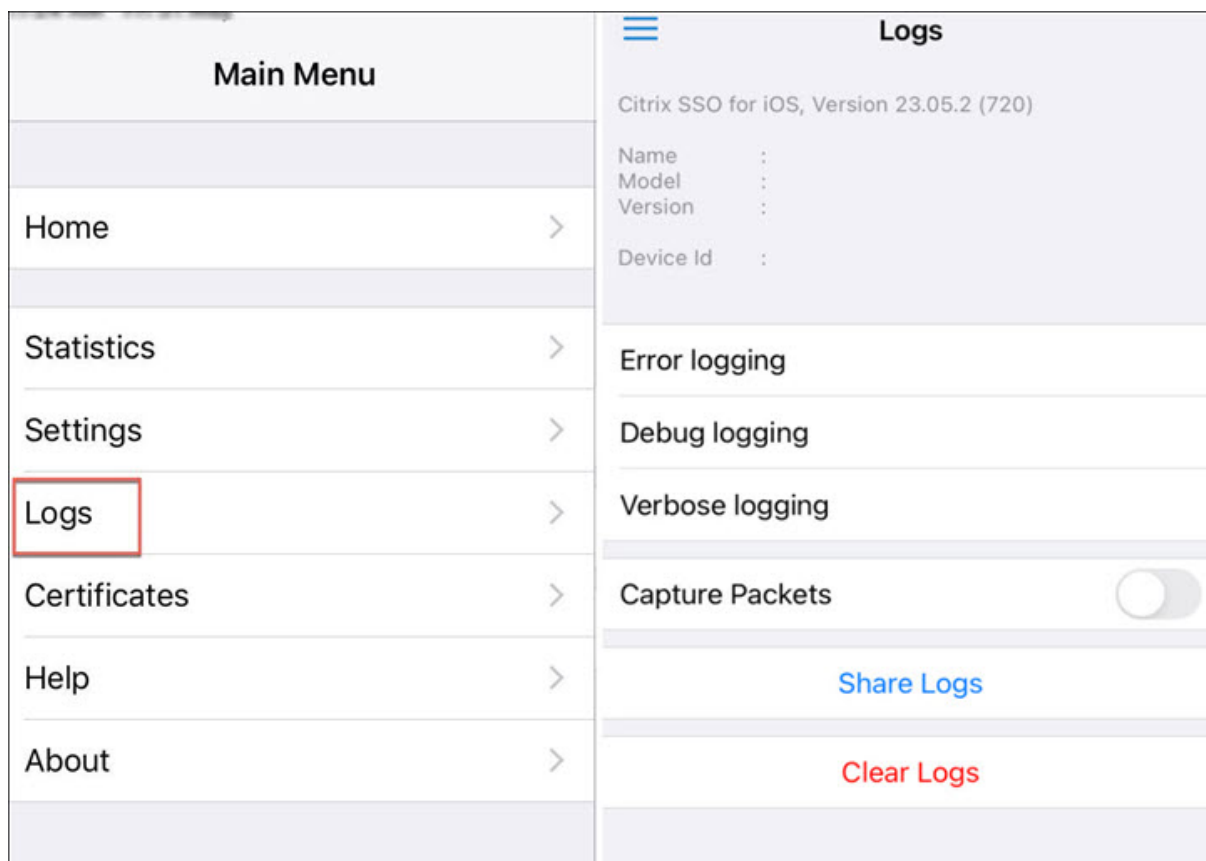 Main Menu
Home
Statistics
Settings
Logs
Certificates
Help
About
Logs
Citrix SSO for iOS, Version 23.05.2 (720)
Name :
Model :
Version :
Device Id :
Error logging
Debug logging
Verbose logging
Capture Packets
Share Logs
Clear Logs